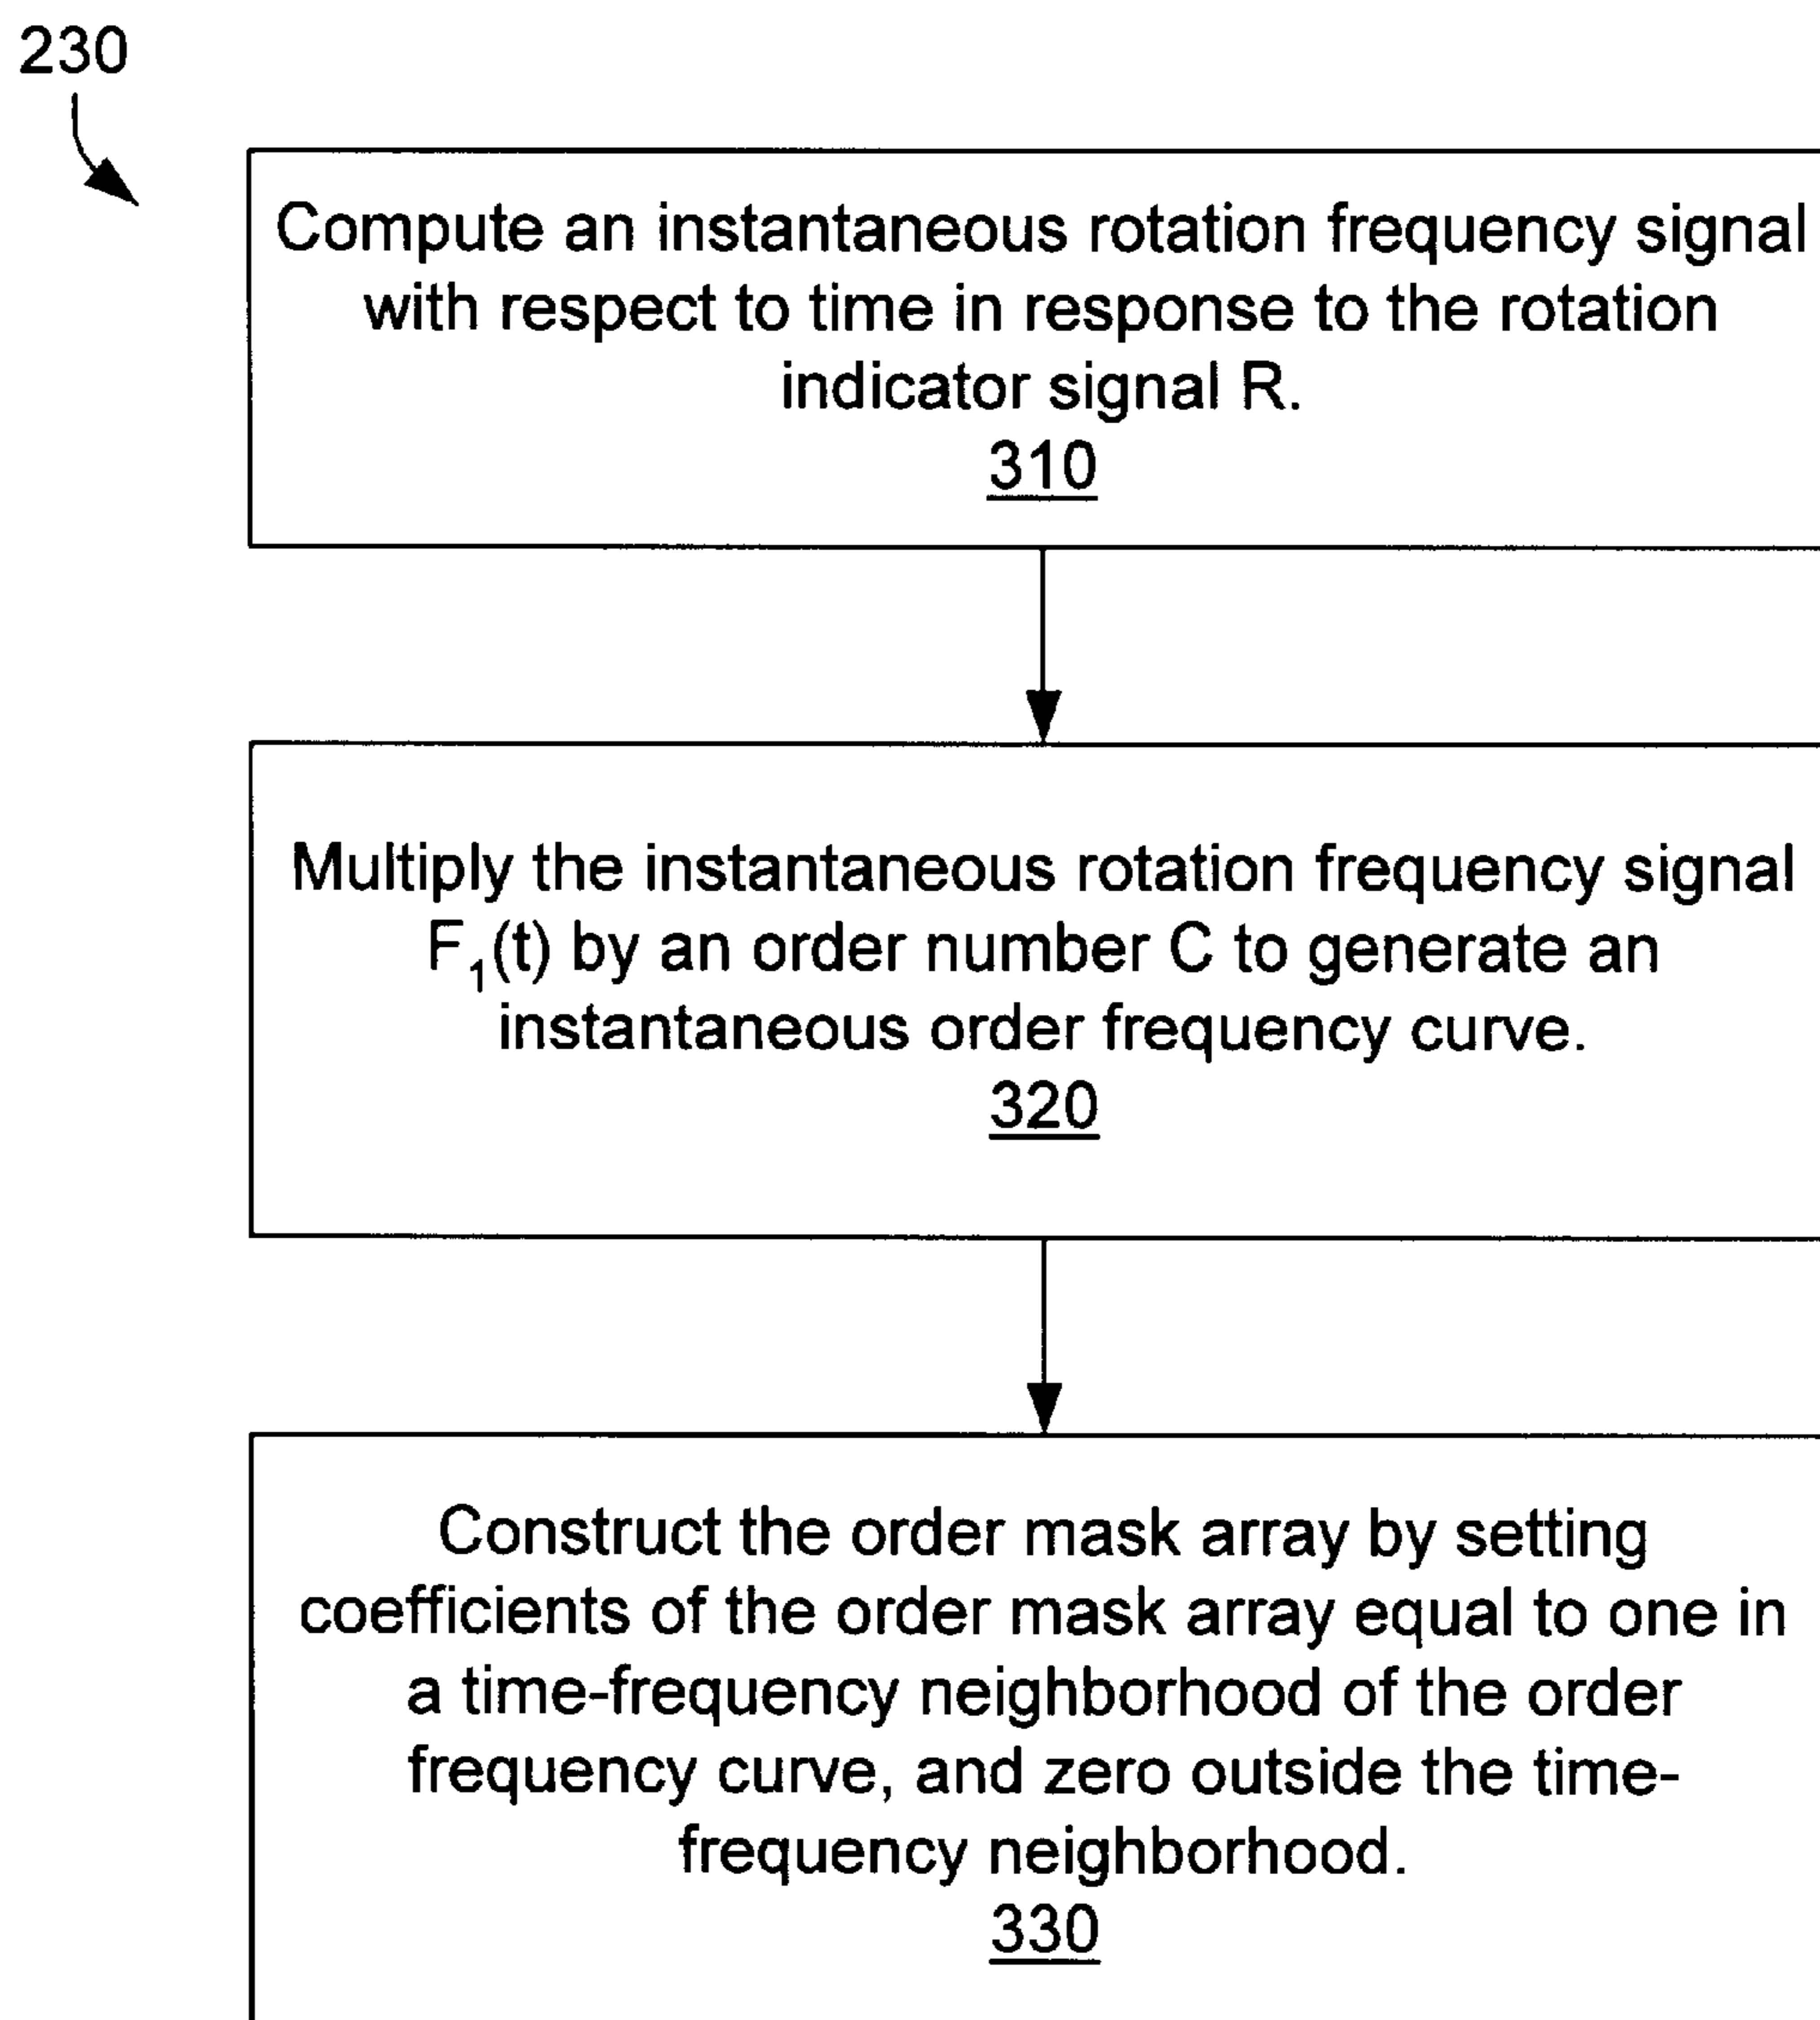 230
Compute an instantaneous rotation frequency signal
with respect to time in response to the rotation
indicator signal R.
310
Multiply the instantaneous rotation frequency signal
F₁(t) by an order number C to generate an
instantaneous order frequency curve.
320
Construct the order mask array by setting
coefficients of the order mask array equal to one in
a time-frequency neighborhood of the order
frequency curve, and zero outside the time-
frequency neighborhood.
330